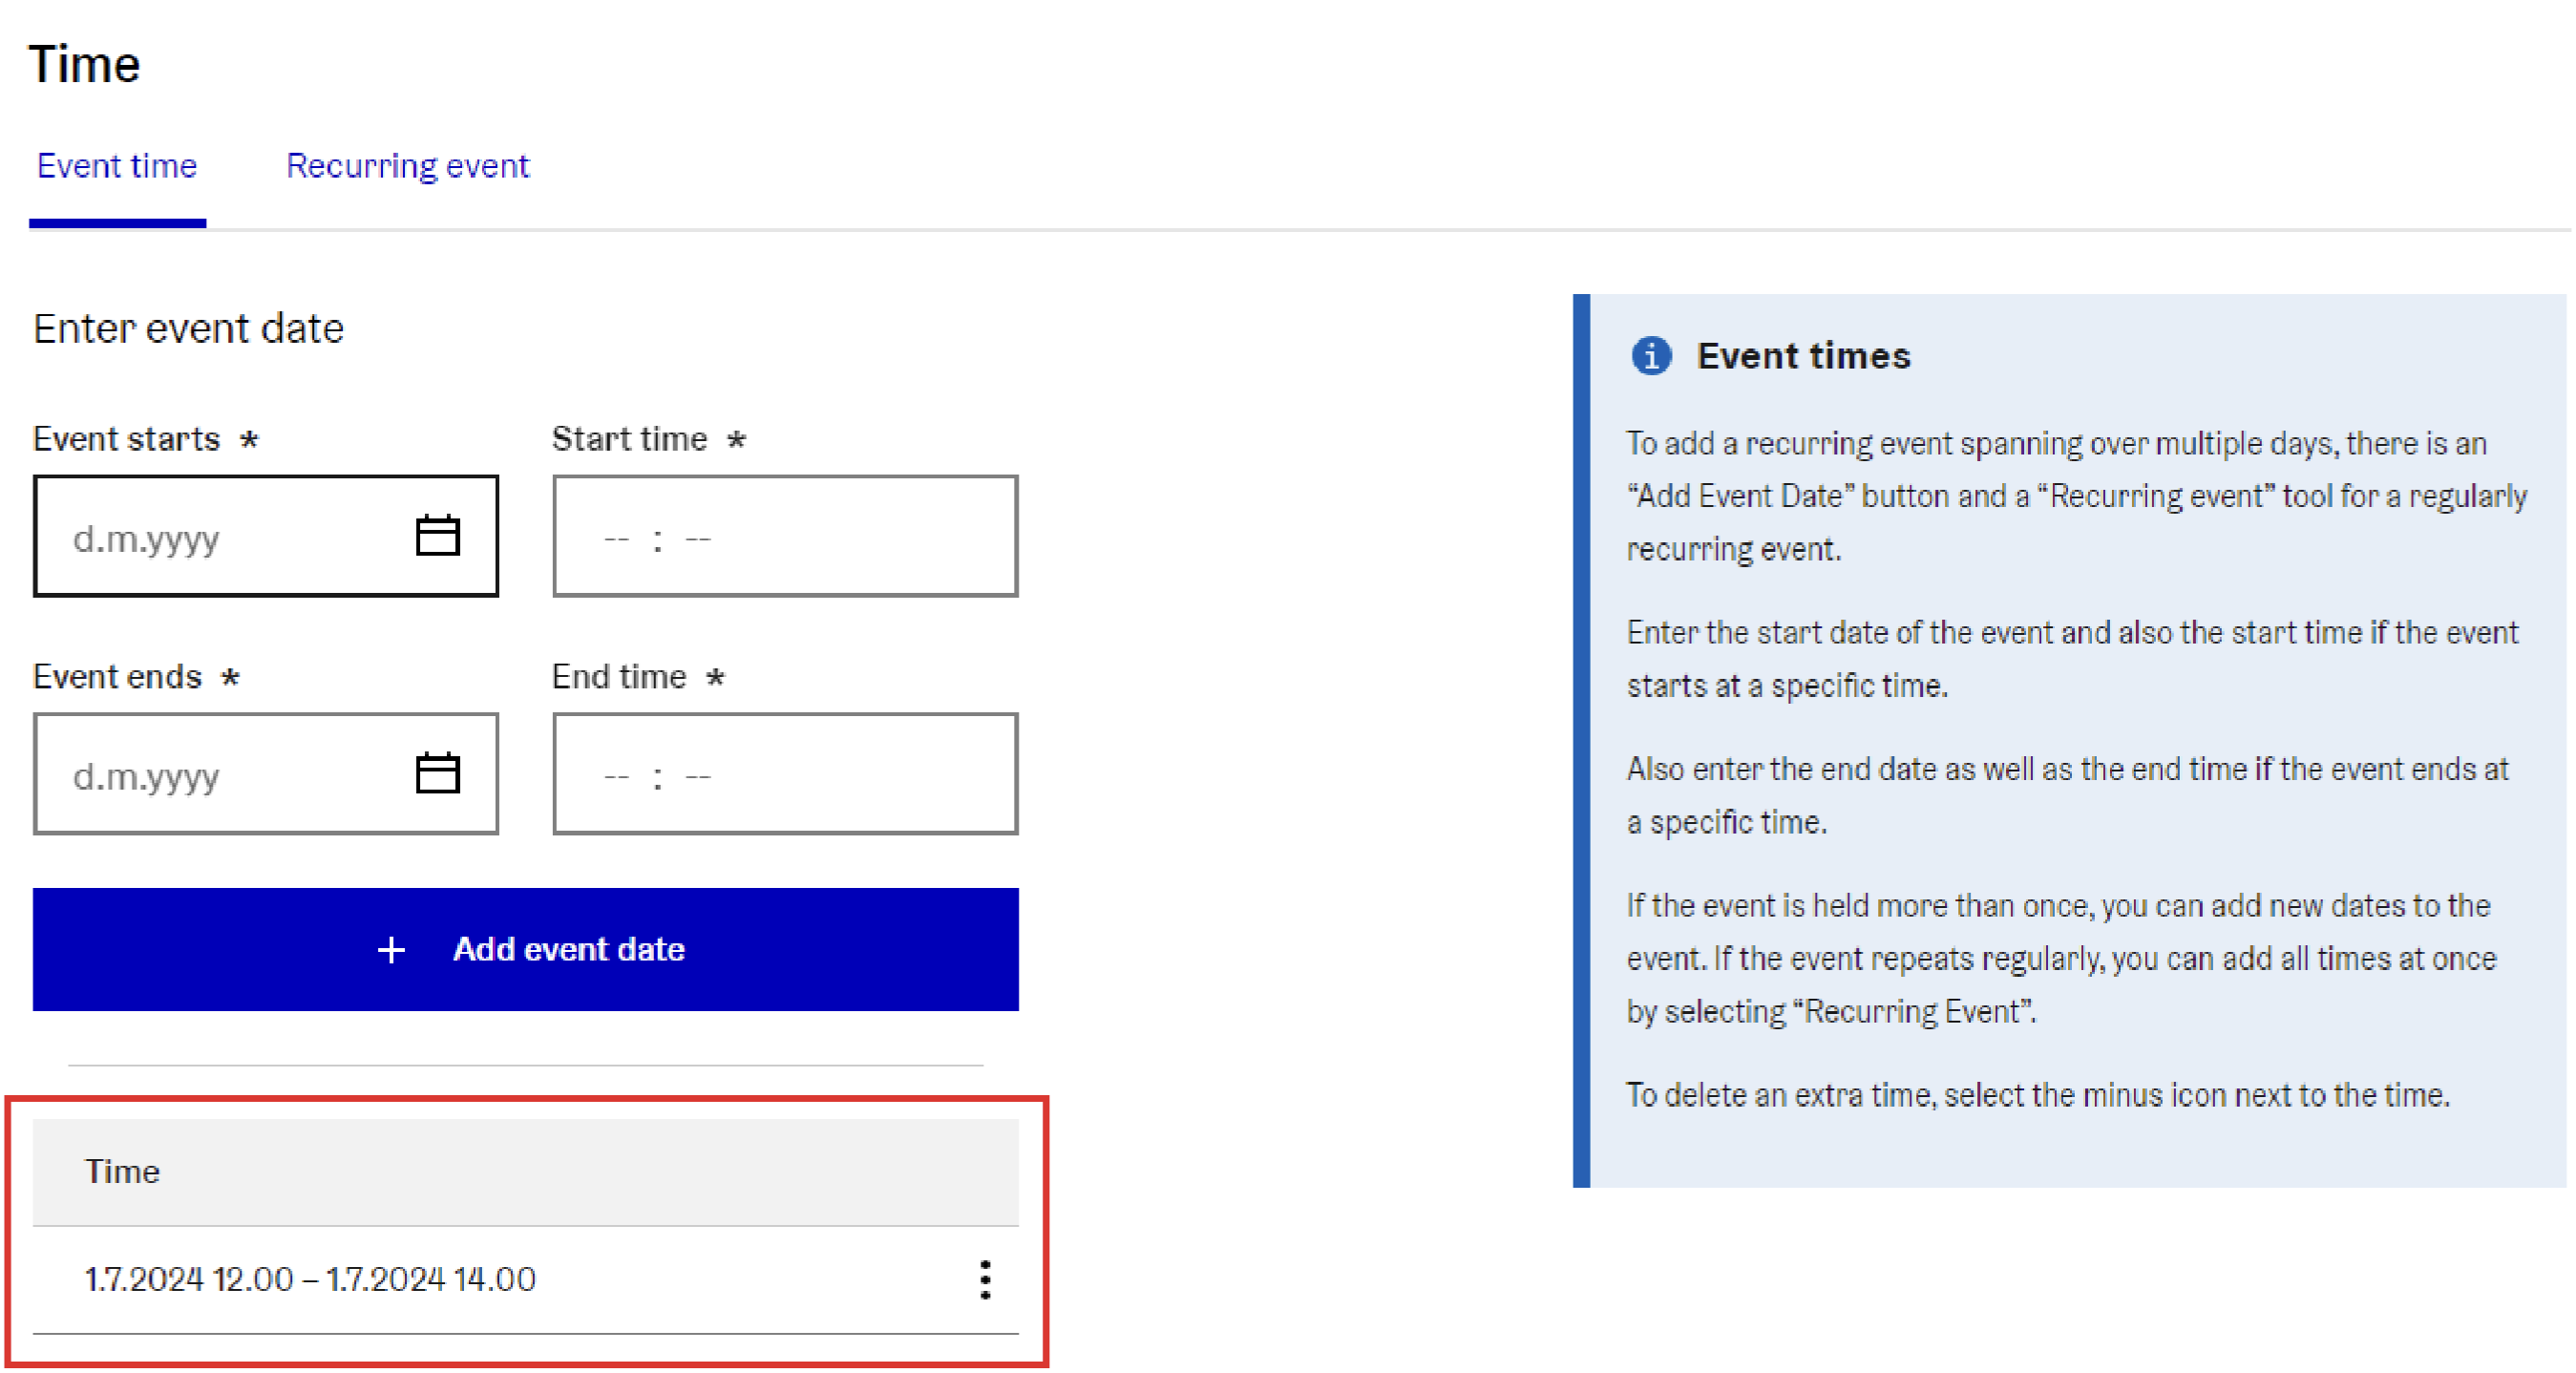 Time
Event time
Recurring event
Enter event date
Event starts *
Start time *
d.m.yyyy
-- : --
Event ends *
End time *
d.m.yyyy
-- : --
+ Add event date
Time
1.7.2024 12.00 – 1.7.2024 14.00
Event times
To add a recurring event spanning over multiple days, there is an
“Add Event Date” button and a “Recurring event” tool for a regularly
recurring event.
Enter the start date of the event and also the start time if the event
starts at a specific time.
Also enter the end date as well as the end time if the event ends at
a specific time.
If the event is held more than once, you can add new dates to the
event. If the event repeats regularly, you can add all times at once
by selecting “Recurring Event”.
To delete an extra time, select the minus icon next to the time.